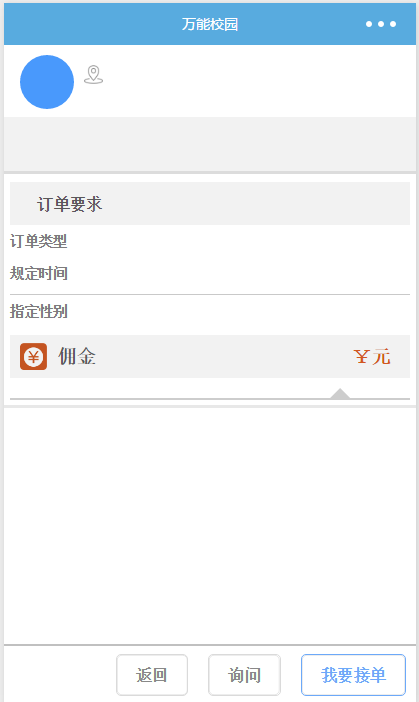 万能校园
订单要求
订单类型
规定时间
指定性别
佣金 ￥元
返回 询问 我要接单